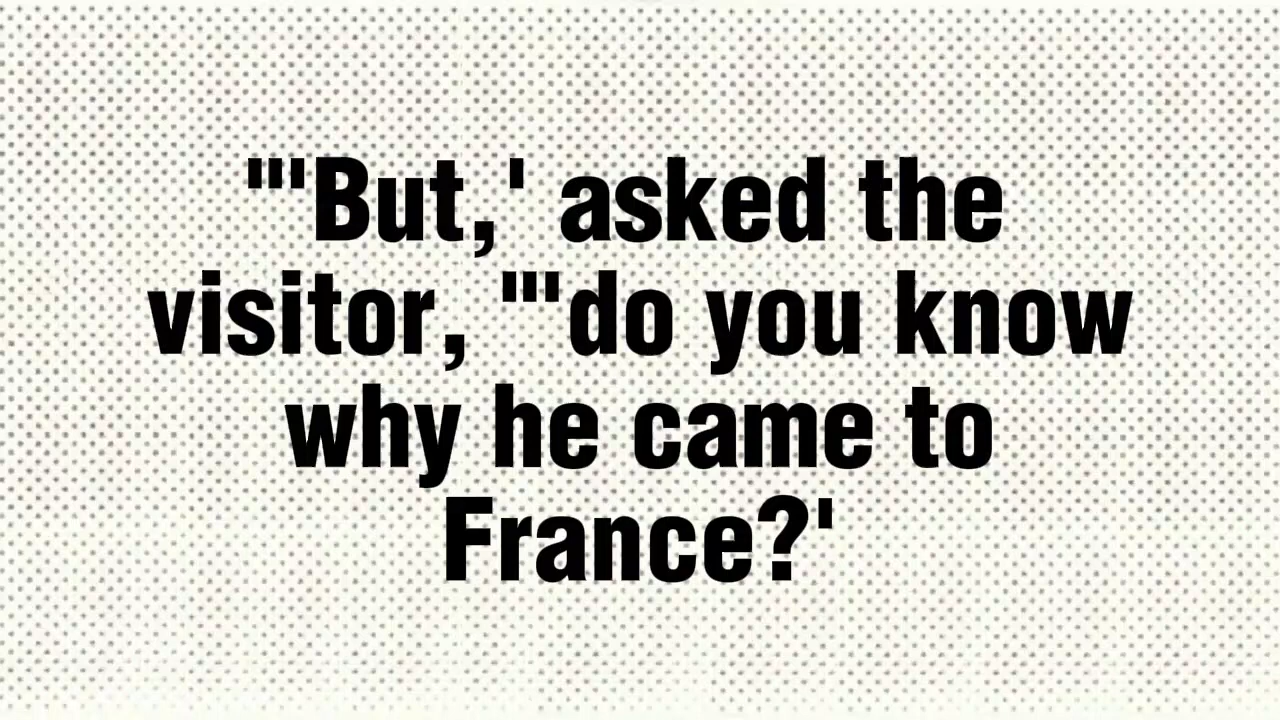 "'But,' asked the
visitor, "'do you know
why he came to
France?'